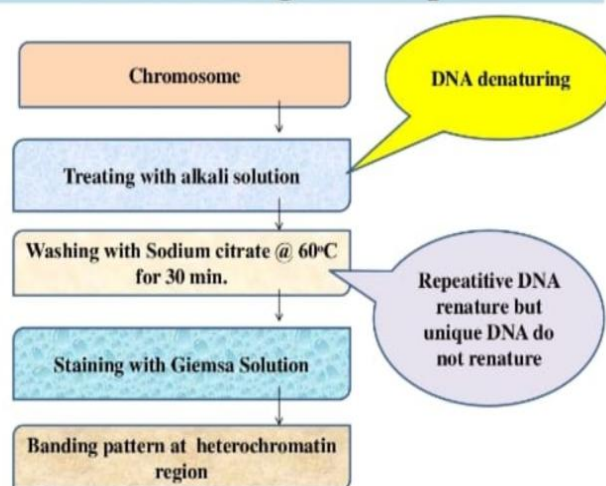 Chromosome
DNA denaturing
Treating with alkali solution
Washing with Sodium citrate @ 60ºC
for 30 min.
Repeatitive DNA
renature but
unique DNA do
not renature
Staining with Giemsa Solution
Banding pattern at heterochromatin
region